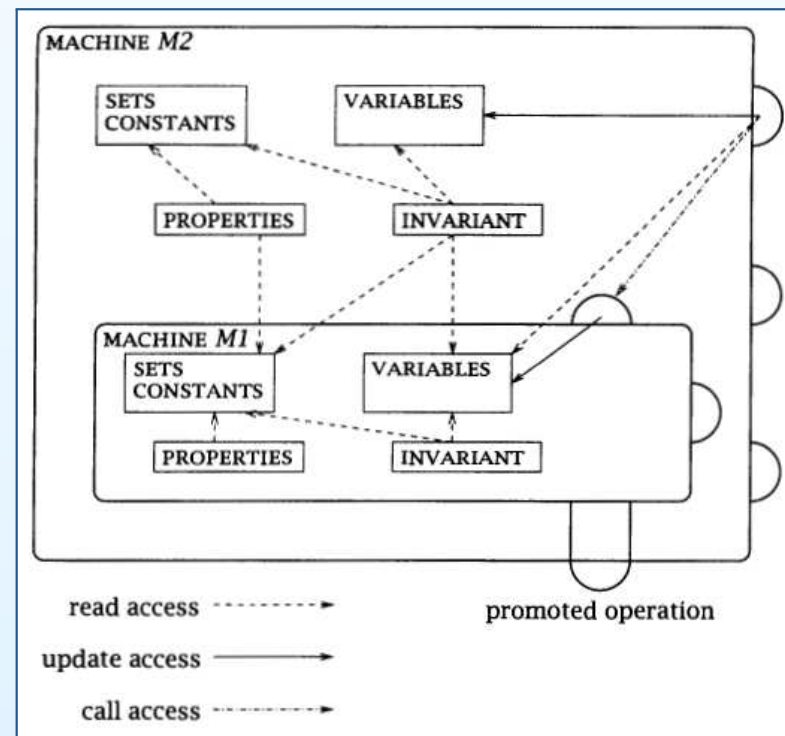 MACHINE M2
SETS
CONSTANTS
VARIABLES
PROPERTIES
INVARIANT
MACHINE M1
SETS
CONSTANTS
VARIABLES
PROPERTIES
INVARIANT
read access
promoted operation
update access
call access